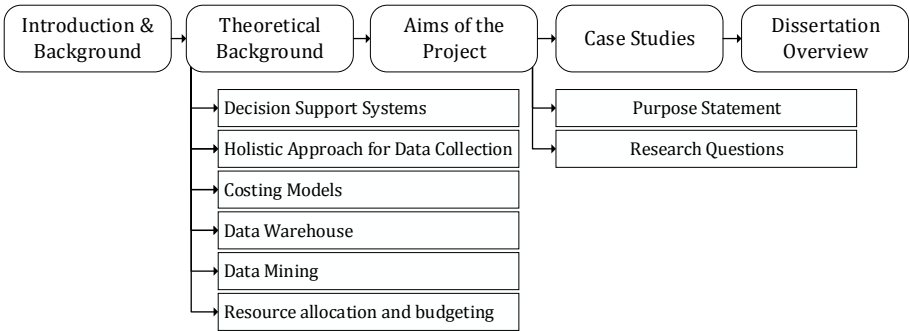 Introduction &
Background
Theoretical
Background
Aims of the
Project
Case Studies
Dissertation
Overview
Decision Support Systems
Holistic Approach for Data Collection
Costing Models
Data Warehouse
Data Mining
Resource allocation and budgeting
Purpose Statement
Research Questions